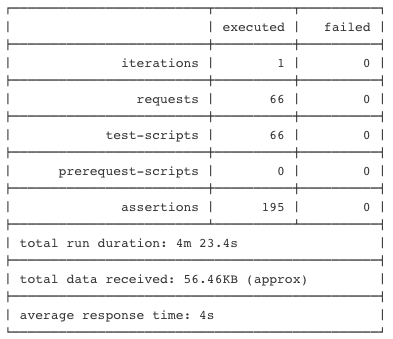 executed failed
iterations 1 0
requests 66 0
test-scripts 66 0
prerequest-scripts 0 0
assertions 195 0
total run duration: 4m 23.4s
total data received: 56.46KB (approx)
average response time: 4s